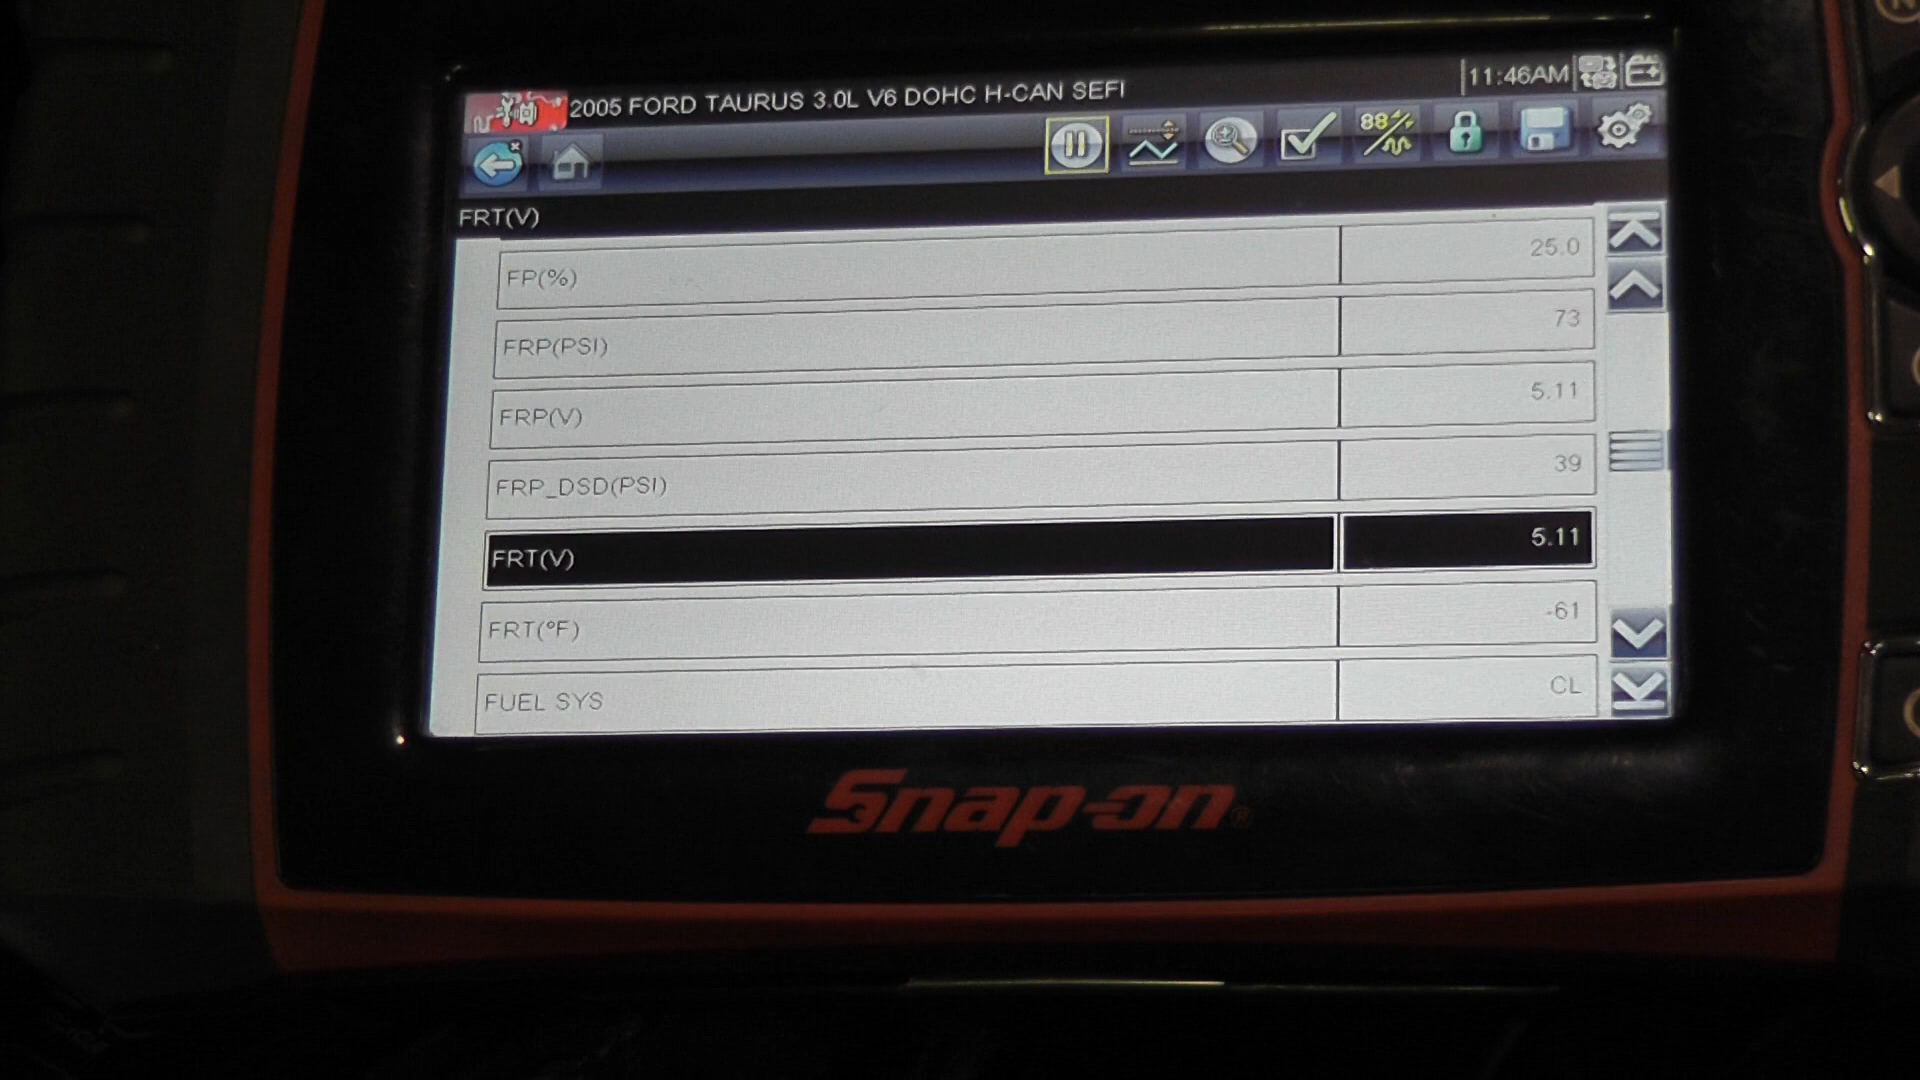 2005 FORD TAURUS 3.0L V6 DOHC H-CAN SEFI 11:46AM
88
FRT(V)
FP(%) 25.0
FRP(PSI) 73
FRP(V) 5.11
FRP_DSD(PSI) 39
FRT(V) 5.11
FRT(°F) -61
FUEL SYS CL
Snap-on®